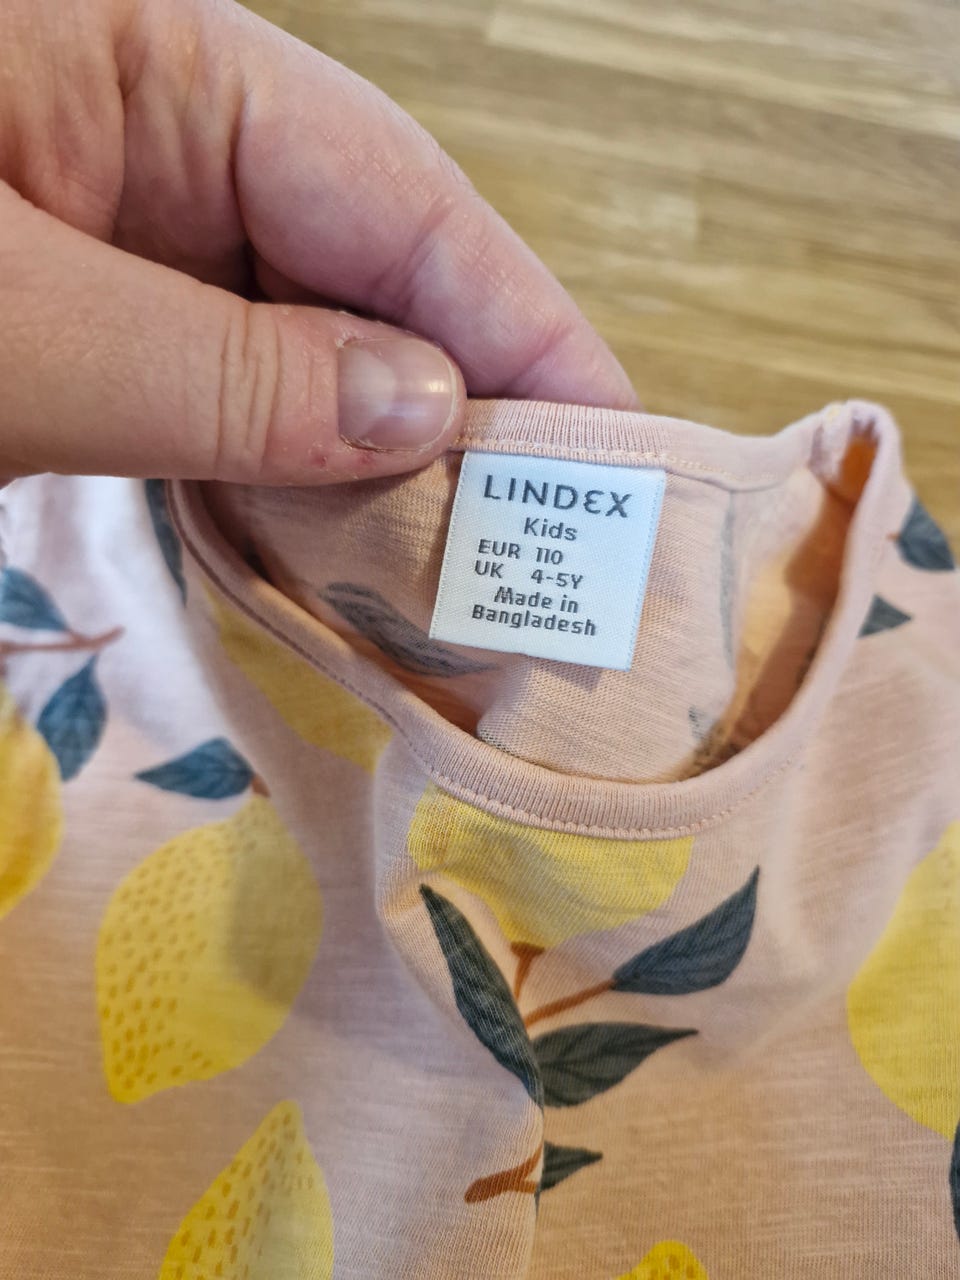 LINDEX
Kids
EUR 110
UK 4-5Y
Made in
Bangladesh